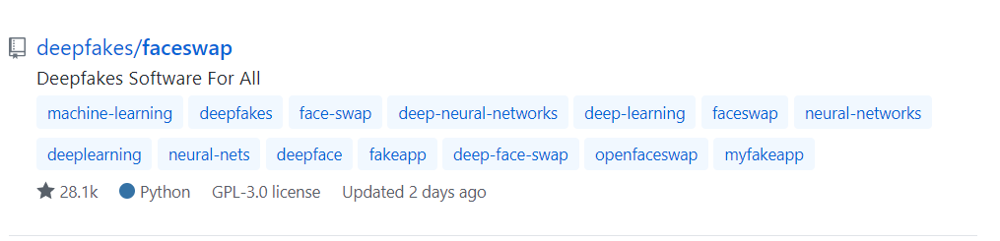 deepfakes/faceswap
Deepfakes Software For All
machine-learning deepfakes face-swap deep-neural-networks deep-learning faceswap neural-networks
deeplearning neural-nets deepface fakeapp deep-face-swap openfaceswap myfakeapp
28.1k Python GPL-3.0 license Updated 2 days ago